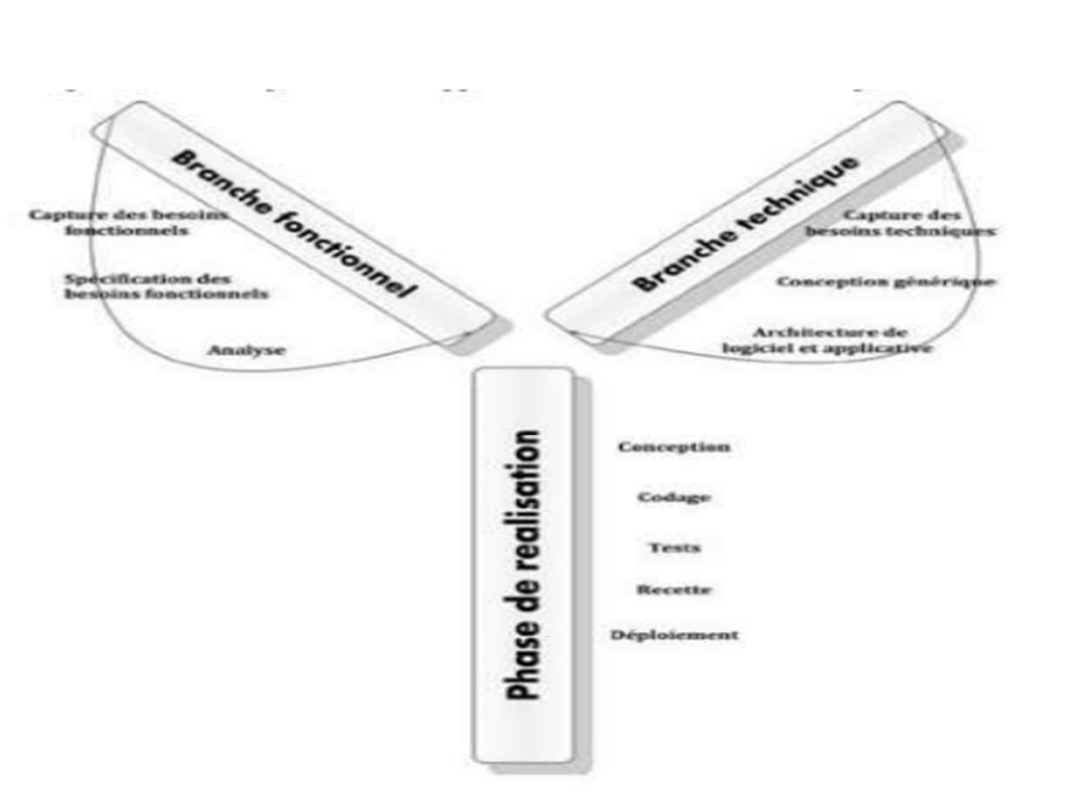 Branche fonctionnel
Capture des besoins
fonctionnels
Spécification des
besoins fonctionnels
Analyse
Branche technique
Capture des
besoins techniques
Conception générique
Architecture de
logiciel et applicative
Phase de realisation
Conception
Codage
Tests
Recette
Déploiement